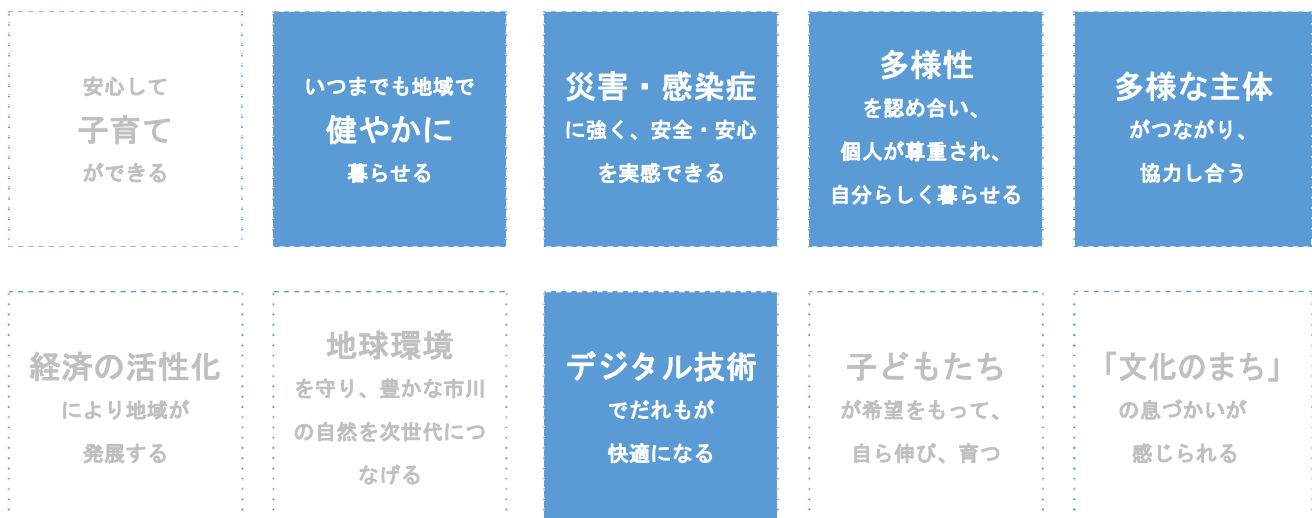 安心して
子育て
ができる
いつまでも地域で
健やかに
暮らせる
災害・感染症
に強く、安全・安心
を実感できる
多様性
を認め合い、
個人が尊重され、
自分らしく暮らせる
多様な主体
がつながり、
協力し合う
経済の活性化
により地域が
発展する
地球環境
を守り、豊かな市川
の自然を次世代につ
なげる
デジタル技術
でだれもが
快適になる
子どもたち
が希望をもって、
自ら伸び、育つ
「文化のまち」
の息づかいが
感じられる